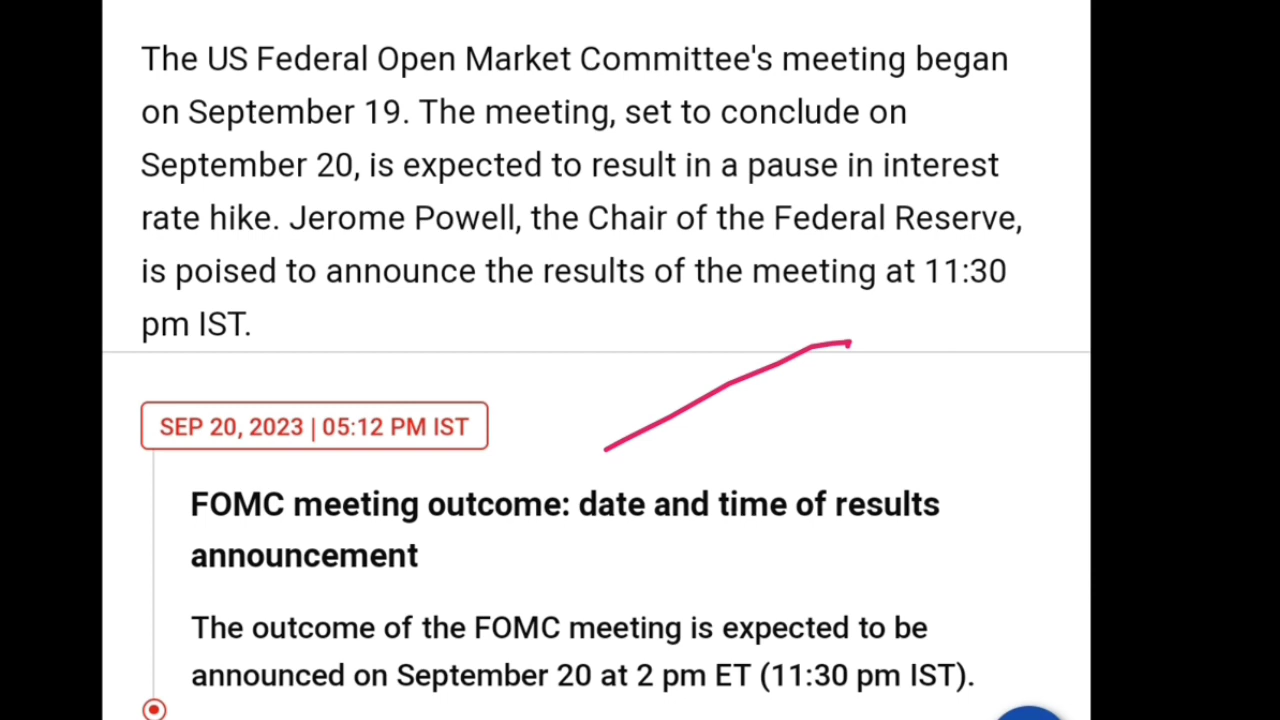 The US Federal Open Market Committee's meeting began
on September 19. The meeting, set to conclude on
September 20, is expected to result in a pause in interest
rate hike. Jerome Powell, the Chair of the Federal Reserve,
is poised to announce the results of the meeting at 11:30
pm IST.
SEP 20, 2023 | 05:12 PM IST
FOMC meeting outcome: date and time of results
announcement
The outcome of the FOMC meeting is expected to be
announced on September 20 at 2 pm ET (11:30 pm IST).